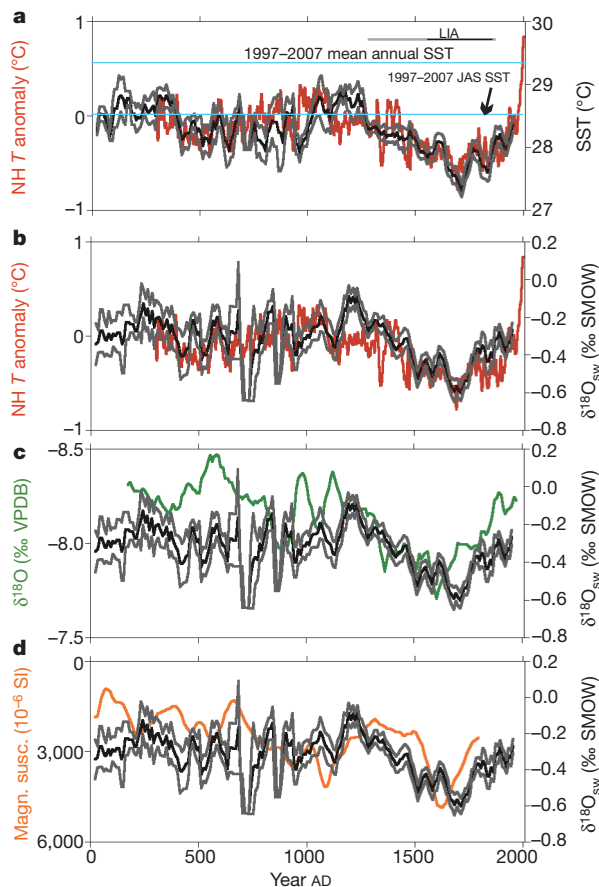 a
NH T anomaly (°C)
1
0
−1
LIA
1997–2007 mean annual SST
1997–2007 JAS SST
30
29
28
27
SST (°C)
b
NH T anomaly (°C)
1
0
−1
0.2
0.0
−0.2
−0.4
−0.6
−0.8
δ18Osw (‰ SMOW)
c
δ18O (‰ VPDB)
−8.5
−8.0
−7.5
0.2
0.0
−0.2
−0.4
−0.6
−0.8
δ18Osw (‰ SMOW)
d
Magn. susc. (10−6 SI)
0
3,000
6,000
0.2
0.0
−0.2
−0.4
−0.6
−0.8
δ18Osw (‰ SMOW)
0 500 1000 1500 2000
Year AD